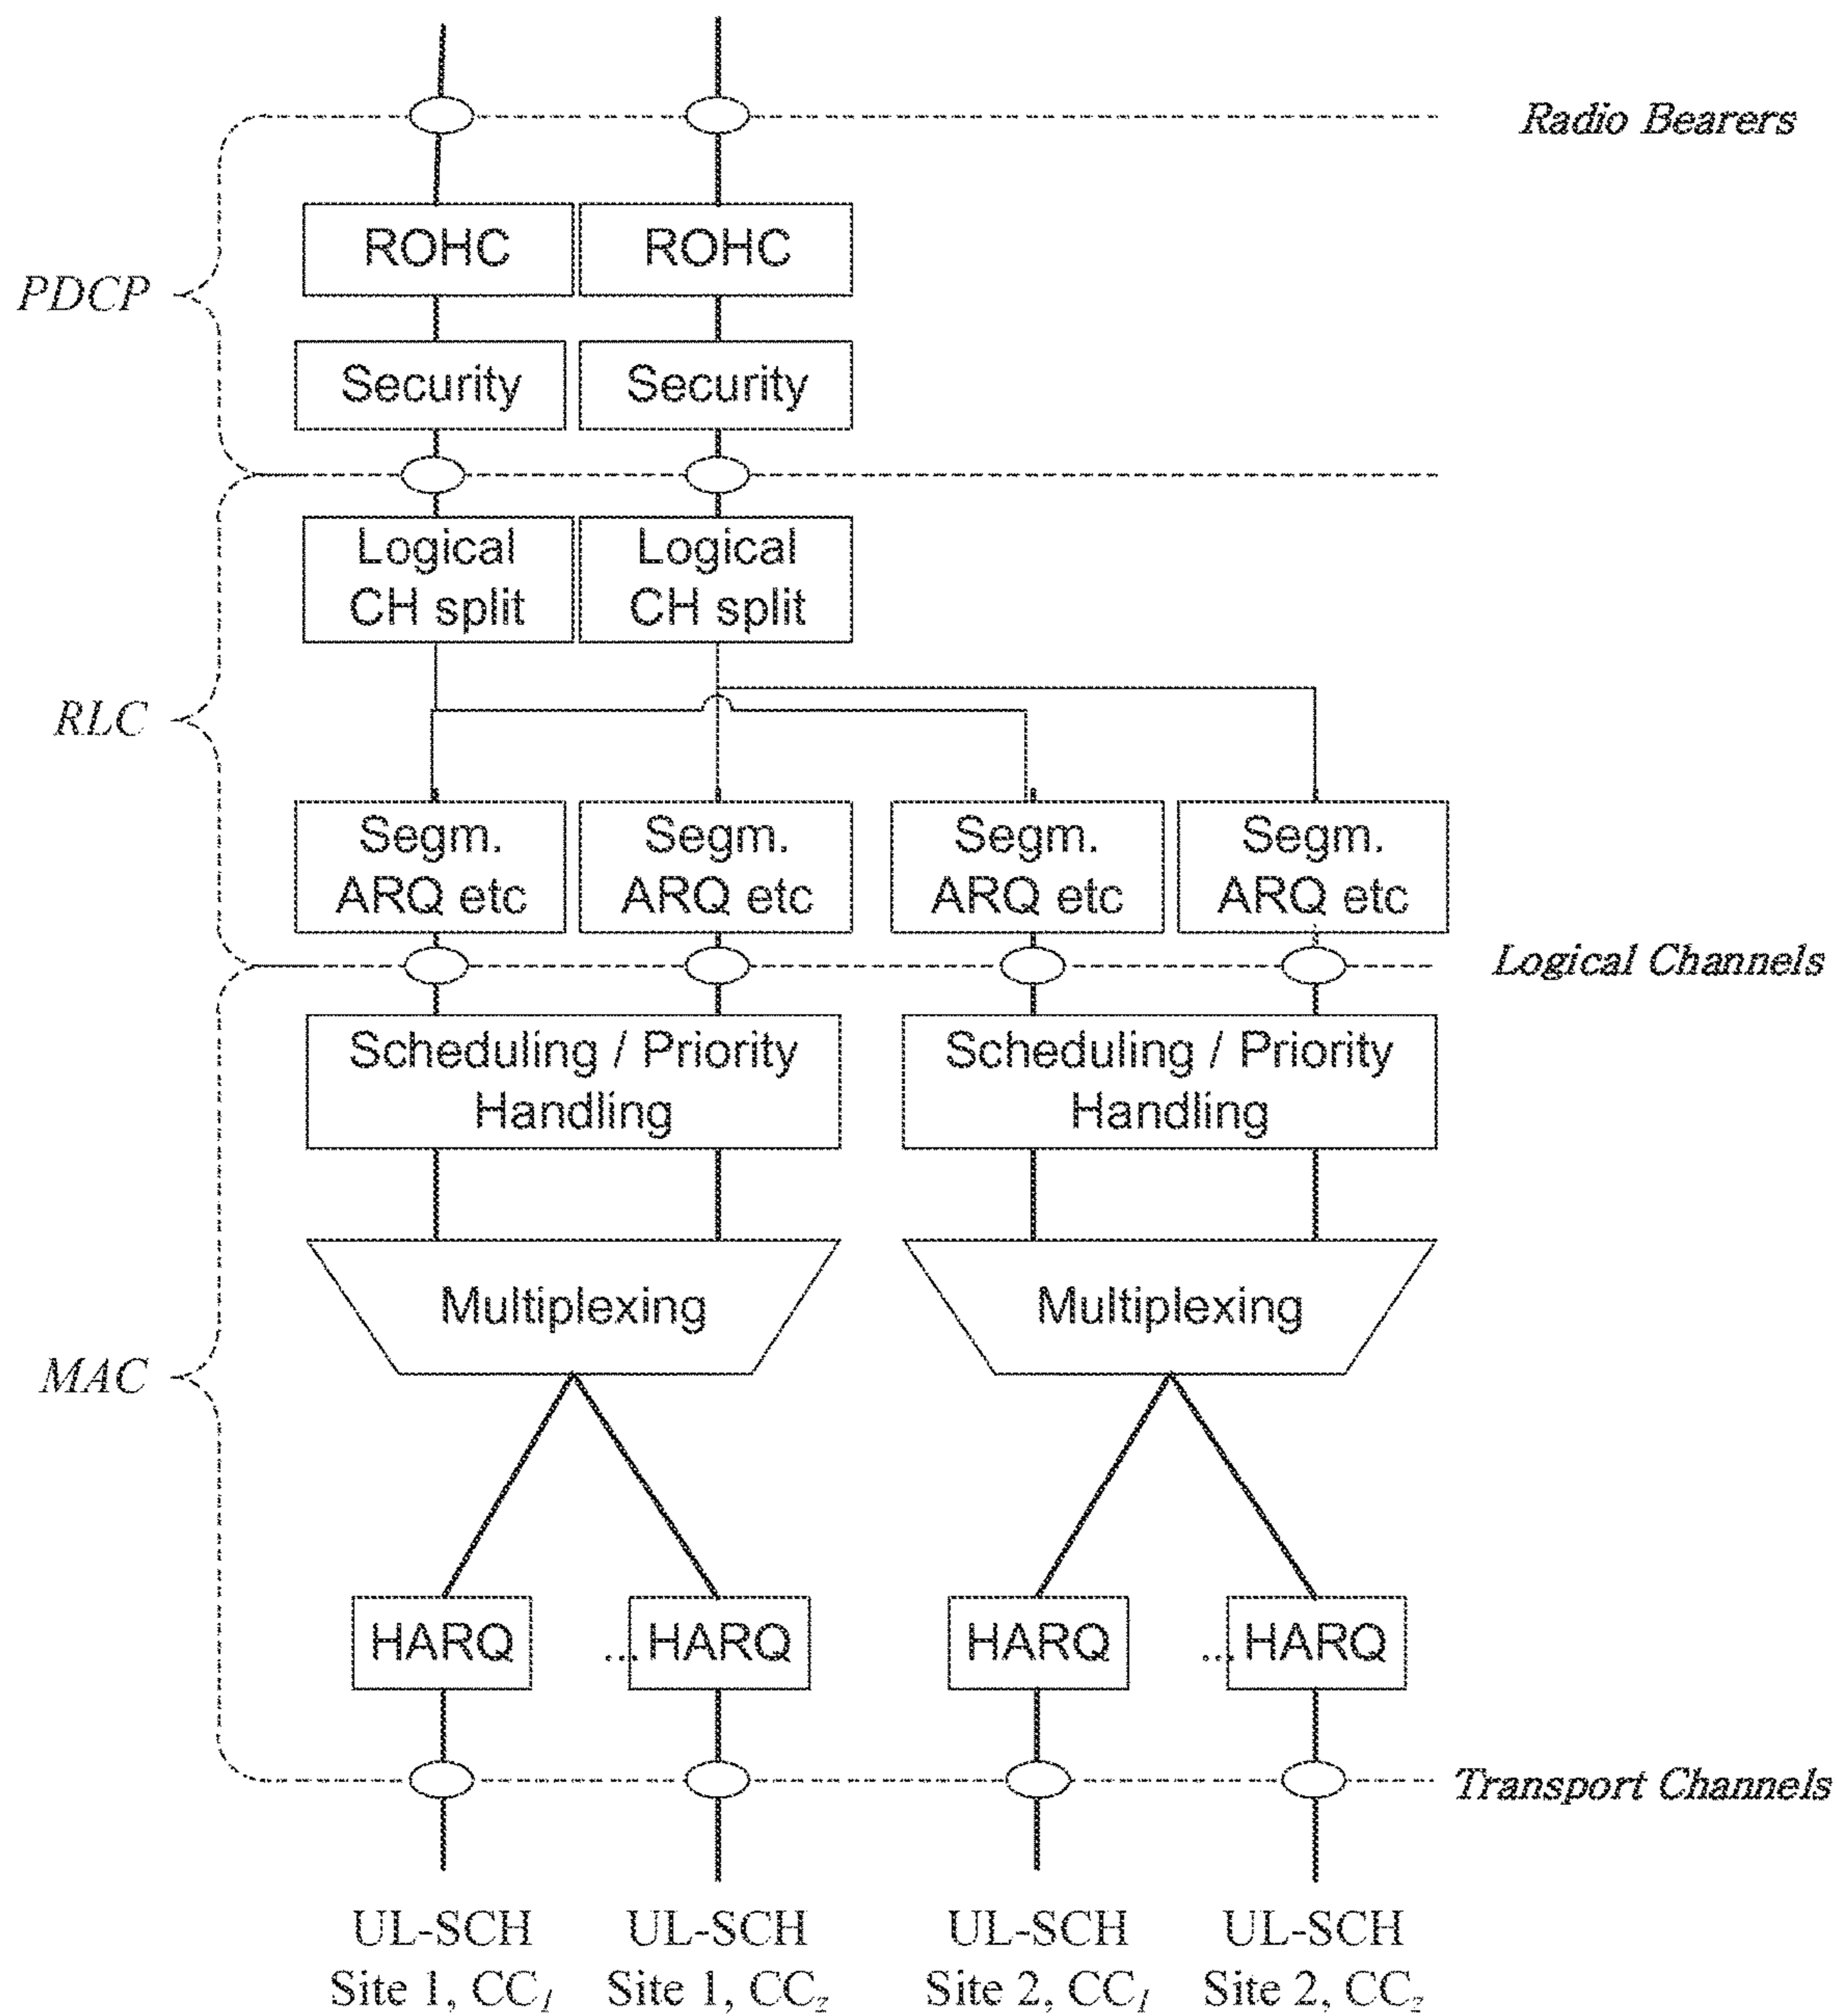 Radio Bearers
ROHC ROHC
PDCP
Security Security
Logical Logical
CH split CH split
RLC
Segm. Segm. Segm. Segm.
ARQ etc ARQ etc ARQ etc ARQ etc
Logical Channels
Scheduling / Priority Scheduling / Priority
Handling Handling
Multiplexing Multiplexing
MAC
HARQ ... HARQ HARQ ... HARQ
Transport Channels
UL-SCH UL-SCH UL-SCH UL-SCH
Site 1, CC1 Site 1, CCz Site 2, CC1 Site 2, CCz